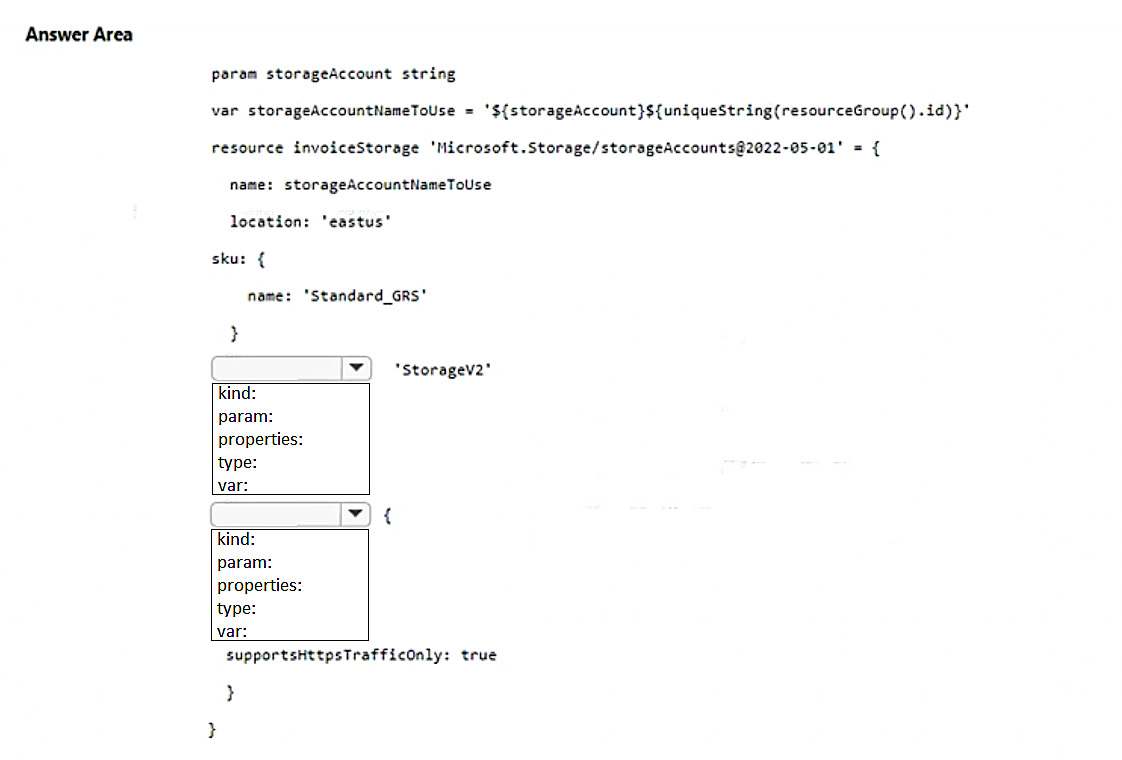 Answer Area
param storageAccount string
var storageAccountNameToUse = '${storageAccount}${uniqueString(resourceGroup().id)}'
resource invoiceStorage 'Microsoft.Storage/storageAccounts@2022-05-01' = {
name: storageAccountNameToUse
location: 'eastus'
sku: {
name: 'Standard_GRS'
}
'StorageV2'
kind:
param:
properties:
type:
var:
{
kind:
param:
properties:
type:
var:
supportsHttpsTrafficOnly: true
}
}